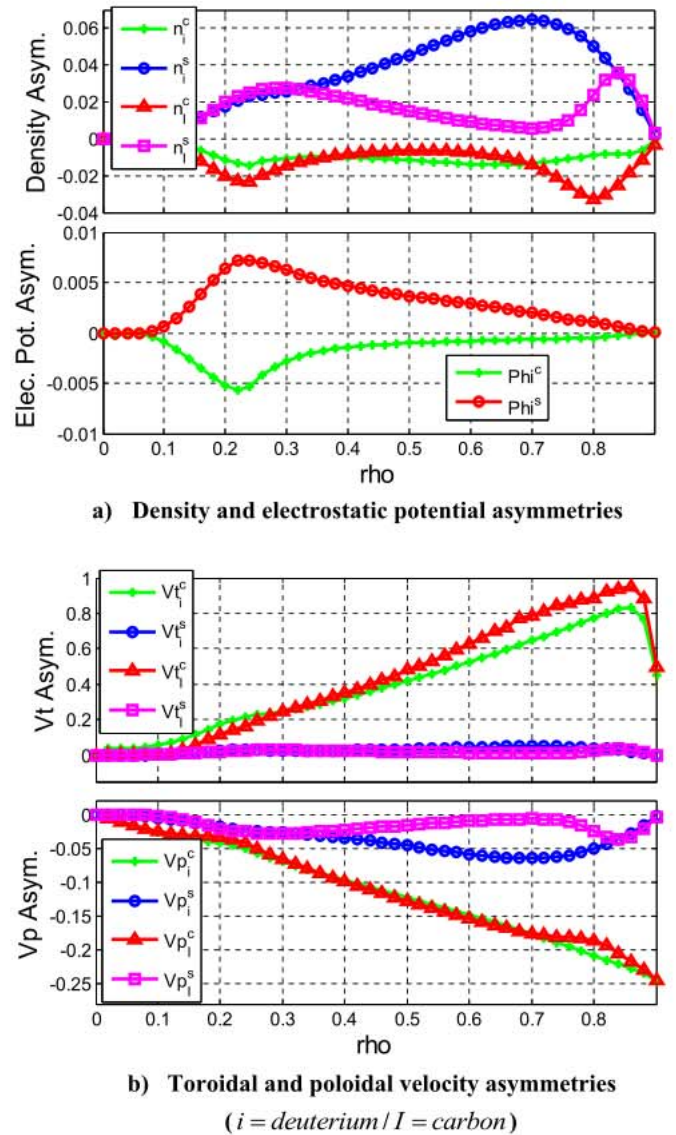 Density Asym.
0.06
0.04
0.02
0
-0.02
-0.04
n_i^c
n_i^s
n_I^c
n_I^s
Elec. Pot. Asym.
0.01
0.005
0
-0.005
-0.01
Phi^c
Phi^s
0 0.1 0.2 0.3 0.4 0.5 0.6 0.7 0.8
rho
a) Density and electrostatic potential asymmetries
Vt Asym.
1
0.8
0.6
0.4
0.2
0
Vt_i^c
Vt_i^s
Vt_I^c
Vt_I^s
Vp Asym.
0
-0.05
-0.1
-0.15
-0.2
-0.25
Vp_i^c
Vp_i^s
Vp_I^c
Vp_I^s
0 0.1 0.2 0.3 0.4 0.5 0.6 0.7 0.8
rho
b) Toroidal and poloidal velocity asymmetries
(i = deuterium / I = carbon)